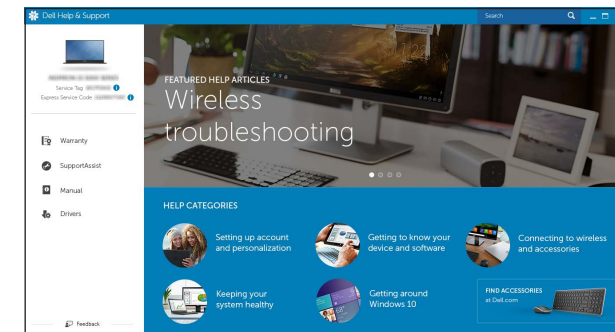 Dell Help & Support
Search
Service Tag:
Express Service Code:
Warranty
SupportAssist
Manual
Drivers
Feedback
FEATURED HELP ARTICLES
Wireless
troubleshooting
HELP CATEGORIES
Setting up account
and personalization
Getting to know your
device and software
Connecting to wireless
and accessories
Keeping your
system healthy
Getting around
Windows 10
FIND ACCESSORIES
at Dell.com